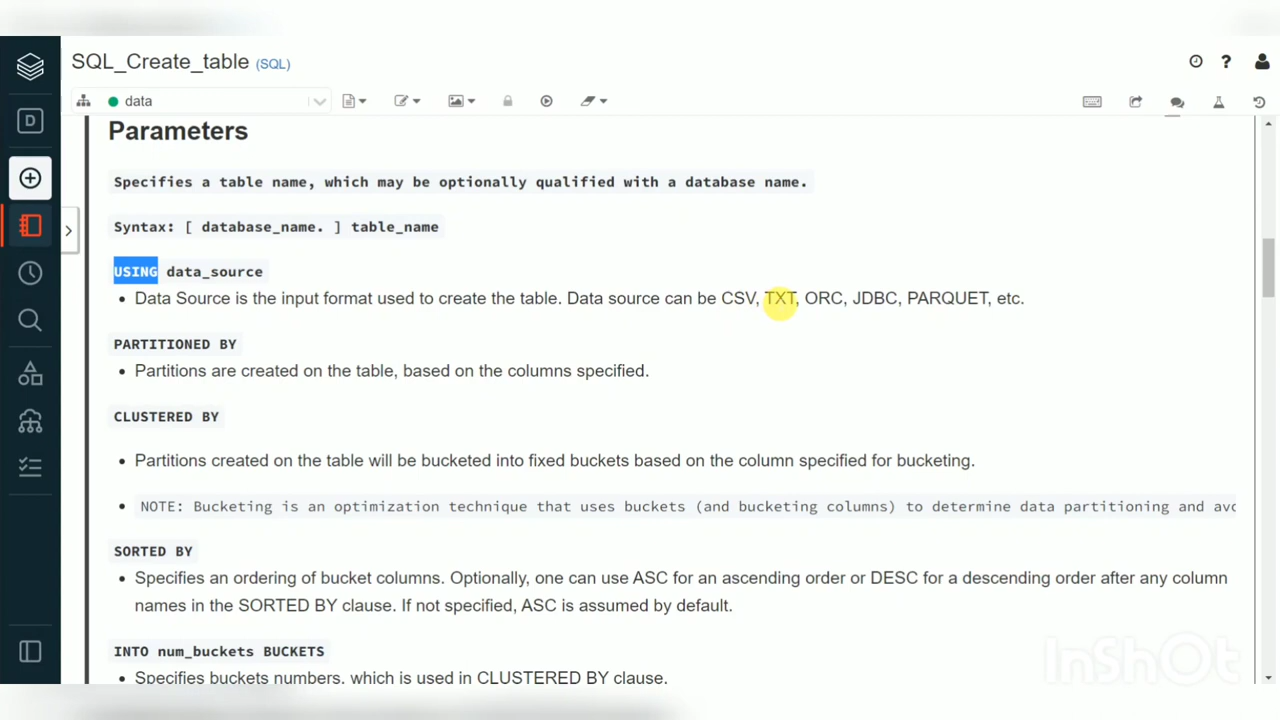 SQL_Create_table (SQL)
data
Parameters
Specifies a table name, which may be optionally qualified with a database name.
Syntax: [ database_name. ] table_name
USING data_source
• Data Source is the input format used to create the table. Data source can be CSV, TXT, ORC, JDBC, PARQUET, etc.
PARTITIONED BY
• Partitions are created on the table, based on the columns specified.
CLUSTERED BY
• Partitions created on the table will be bucketed into fixed buckets based on the column specified for bucketing.
• NOTE: Bucketing is an optimization technique that uses buckets (and bucketing columns) to determine data partitioning and
SORTED BY
• Specifies an ordering of bucket columns. Optionally, one can use ASC for an ascending order or DESC for a descending order after any column
names in the SORTED BY clause. If not specified, ASC is assumed by default.
INTO num_buckets BUCKETS
• Specifies buckets numbers, which is used in CLUSTERED BY clause.
InShOt